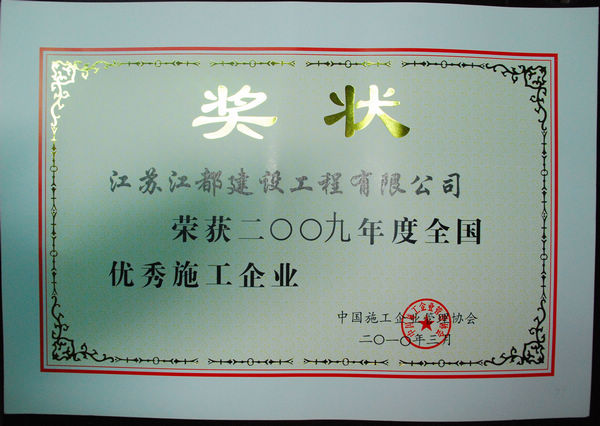 奖状
江苏江都建设工程有限公司
荣获二〇〇九年度全国
优秀施工企业
中国施工企业管理协会
二〇一〇年三月